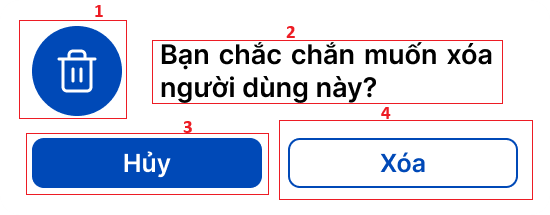 1
2
Bạn chắc chắn muốn xóa
người dùng này?
3
4
Hủy
Xóa